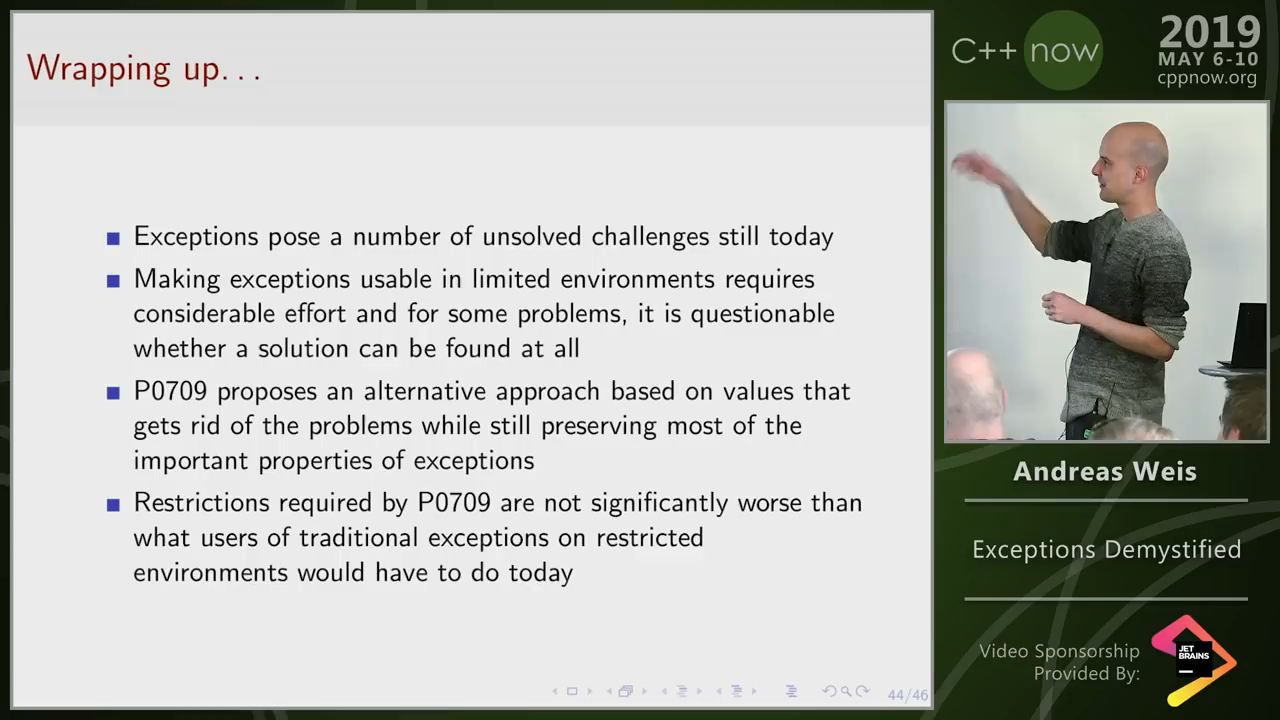 Wrapping up...
Exceptions pose a number of unsolved challenges still today
Making exceptions usable in limited environments requires
considerable effort and for some problems, it is questionable
whether a solution can be found at all
P0709 proposes an alternative approach based on values that
gets rid of the problems while still preserving most of the
important properties of exceptions
Restrictions required by P0709 are not significantly worse than
what users of traditional exceptions on restricted
environments would have to do today
44/46
C++ now
2019
MAY 6-10
cppnow.org
Andreas Weis
Exceptions Demystified
Video Sponsorship
Provided By:
JET
BRAINS